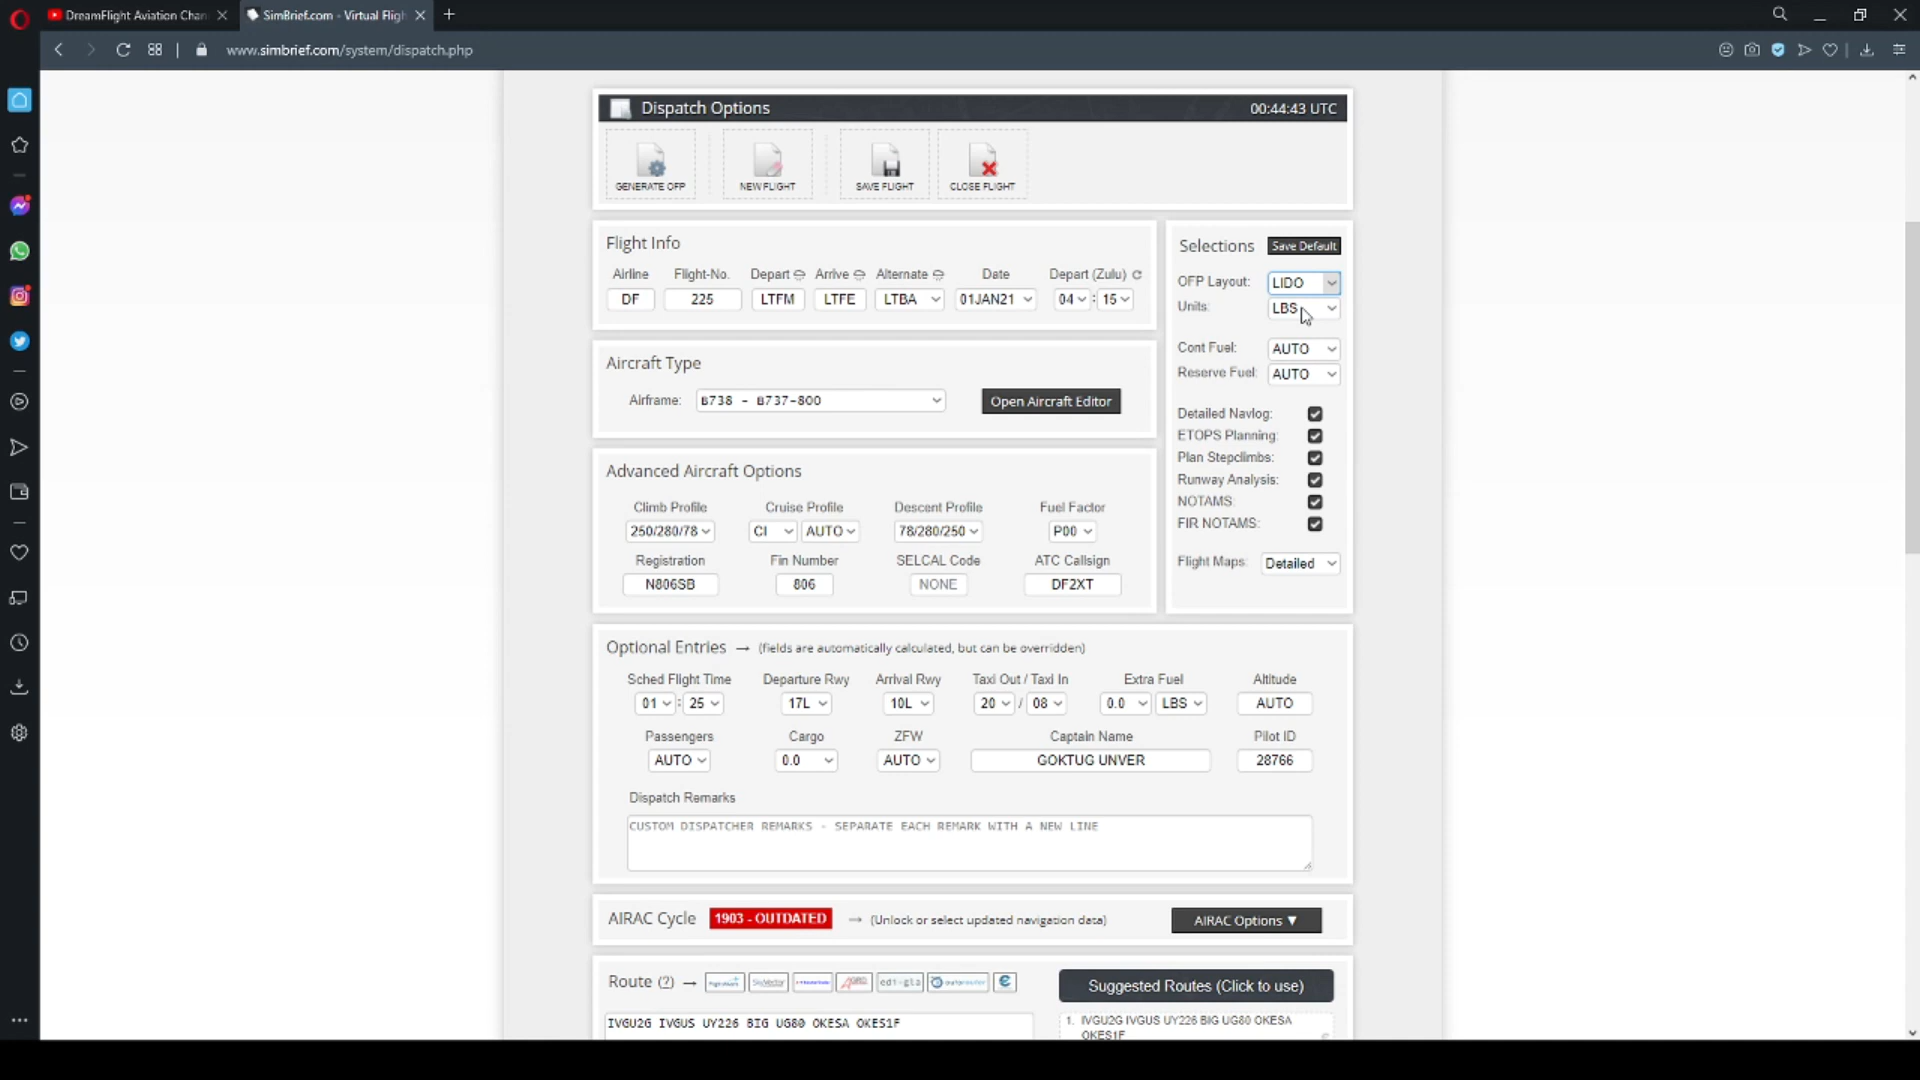 DreamFlight Aviation Chan
SimBrief.com - Virtual Fligh
www.simbrief.com/system/dispatch.php
Dispatch Options
00:44:43 UTC
GENERATE OFP
NEW FLIGHT
SAVE FLIGHT
CLOSE FLIGHT
Flight Info
Airline Flight-No. Depart Arrive Alternate Date Depart (Zulu)
DF 225 LTFM LTFE LTBA 01JAN21 04 : 15
Selections Save Default
OFP Layout: LIDO
Units: LBS
Cont Fuel: AUTO
Reserve Fuel: AUTO
Detailed Navlog:
ETOPS Planning:
Plan Stepclimbs:
Runway Analysis:
NOTAMS:
FIR NOTAMS:
Flight Maps: Detailed
Aircraft Type
Airframe: B738 - B737-800 Open Aircraft Editor
Advanced Aircraft Options
Climb Profile Cruise Profile Descent Profile Fuel Factor
250/280/78 CI AUTO 78/280/250 P00
Registration Fin Number SELCAL Code ATC Callsign
N806SB 806 NONE DF2XT
Optional Entries → (fields are automatically calculated, but can be overridden)
Sched Flight Time Departure Rwy Arrival Rwy Taxi Out / Taxi In Extra Fuel Altitude
01 : 25 17L 10L 20 / 08 0.0 LBS AUTO
Passengers Cargo ZFW Captain Name Pilot ID
AUTO 0.0 AUTO GOKTUG UNVER 28766
Dispatch Remarks
CUSTOM DISPATCHER REMARKS - SEPARATE EACH REMARK WITH A NEW LINE
AIRAC Cycle 1903 - OUTDATED → (Unlock or select updated navigation data) AIRAC Options ▼
Route (?) → SkyVector edi-gla autorouter
Suggested Routes (Click to use)
IVGU2G IVGUS UY226 BIG UG80 OKESA OKES1F
1. IVGU2G IVGUS UY226 BIG UG80 OKESA
OKES1F